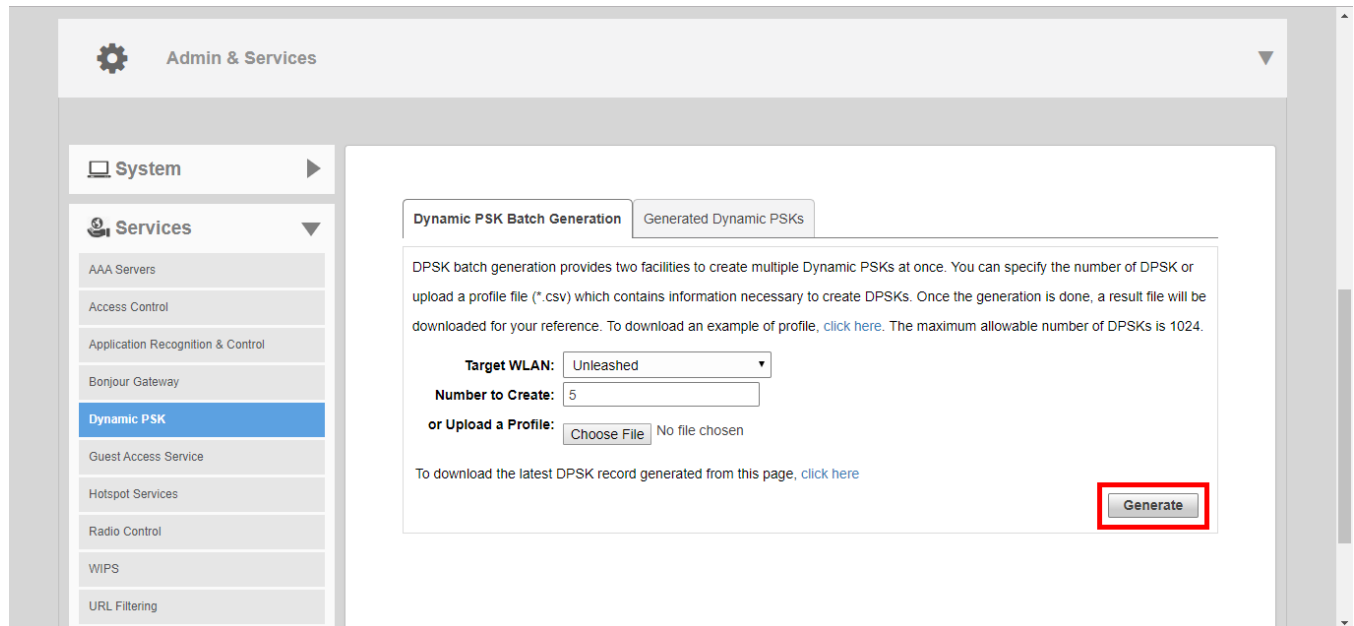 Admin & Services
System
Services
AAA Servers
Access Control
Application Recognition & Control
Bonjour Gateway
Dynamic PSK
Guest Access Service
Hotspot Services
Radio Control
WIPS
URL Filtering
Dynamic PSK Batch Generation
Generated Dynamic PSKs
DPSK batch generation provides two facilities to create multiple Dynamic PSKs at once. You can specify the number of DPSK or
upload a profile file (*.csv) which contains information necessary to create DPSKs. Once the generation is done, a result file will be
downloaded for your reference. To download an example of profile, click here. The maximum allowable number of DPSKs is 1024.
Target WLAN: Unleashed
Number to Create: 5
or Upload a Profile: Choose File No file chosen
To download the latest DPSK record generated from this page, click here
Generate